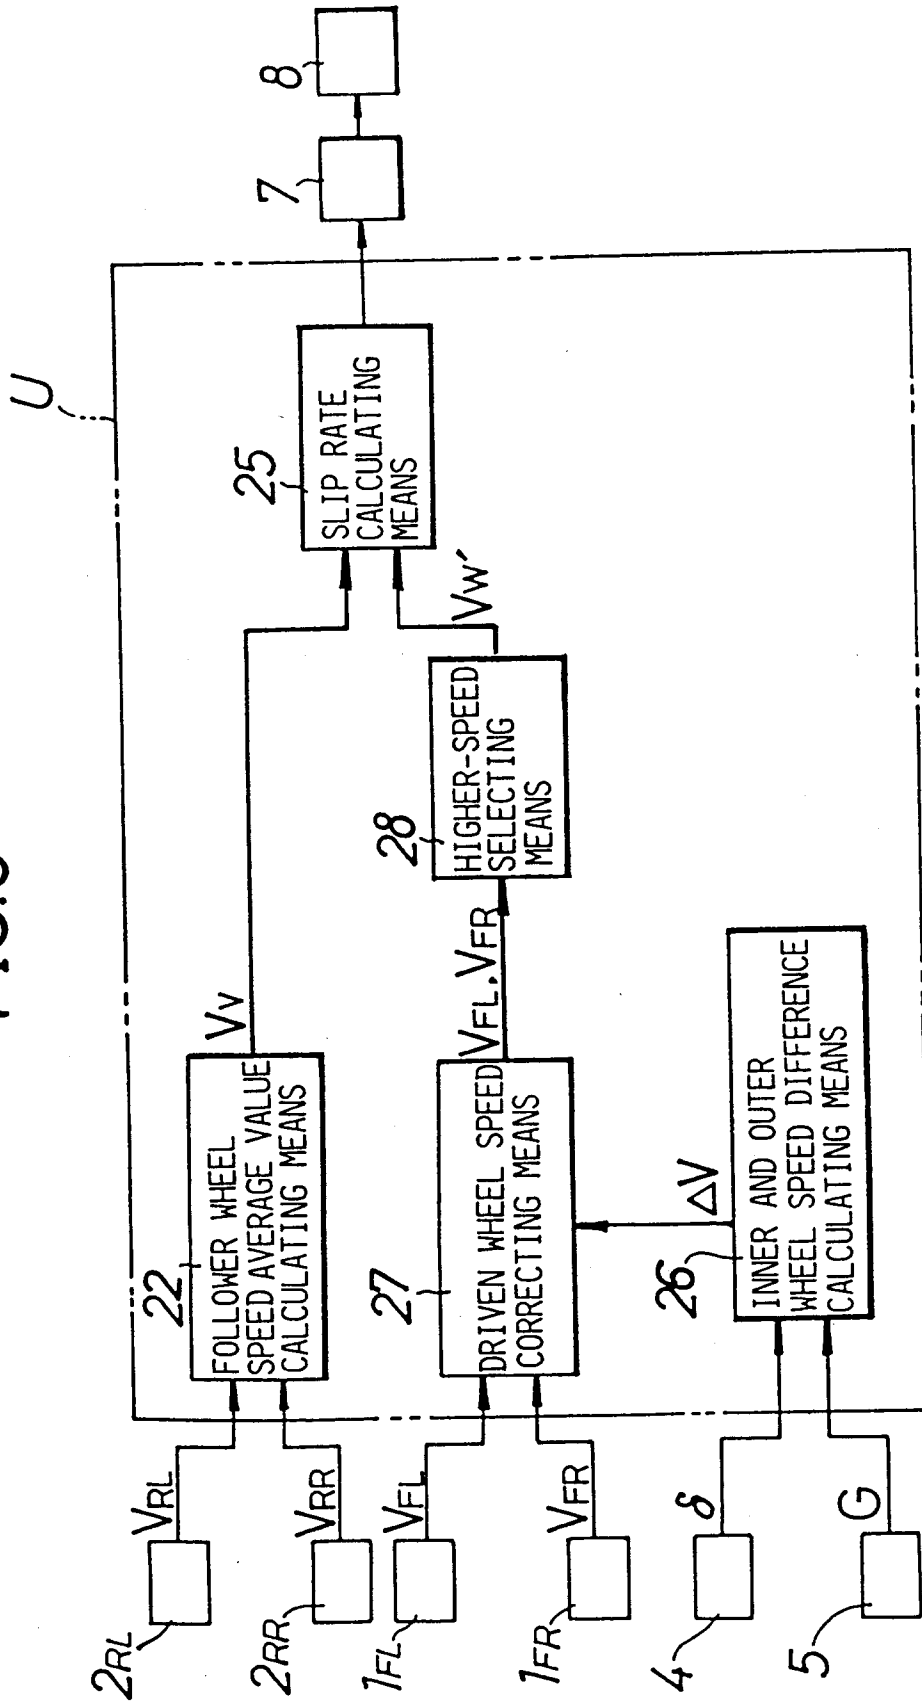 U
2RL
VRL
2RR
VRR
22
FOLLOWER WHEEL
SPEED AVERAGE VALUE
CALCULATING MEANS
VV
25
SLIP RATE
CALCULATING
MEANS
7
8
1FL
VFL
1FR
VFR
27
DRIVEN WHEEL SPEED
CORRECTING MEANS
VFL, VFR
28
HIGHER-SPEED
SELECTING
MEANS
VW'
4
δ
5
G
26
INNER AND OUTER
WHEEL SPEED DIFFERENCE
CALCULATING MEANS
ΔV